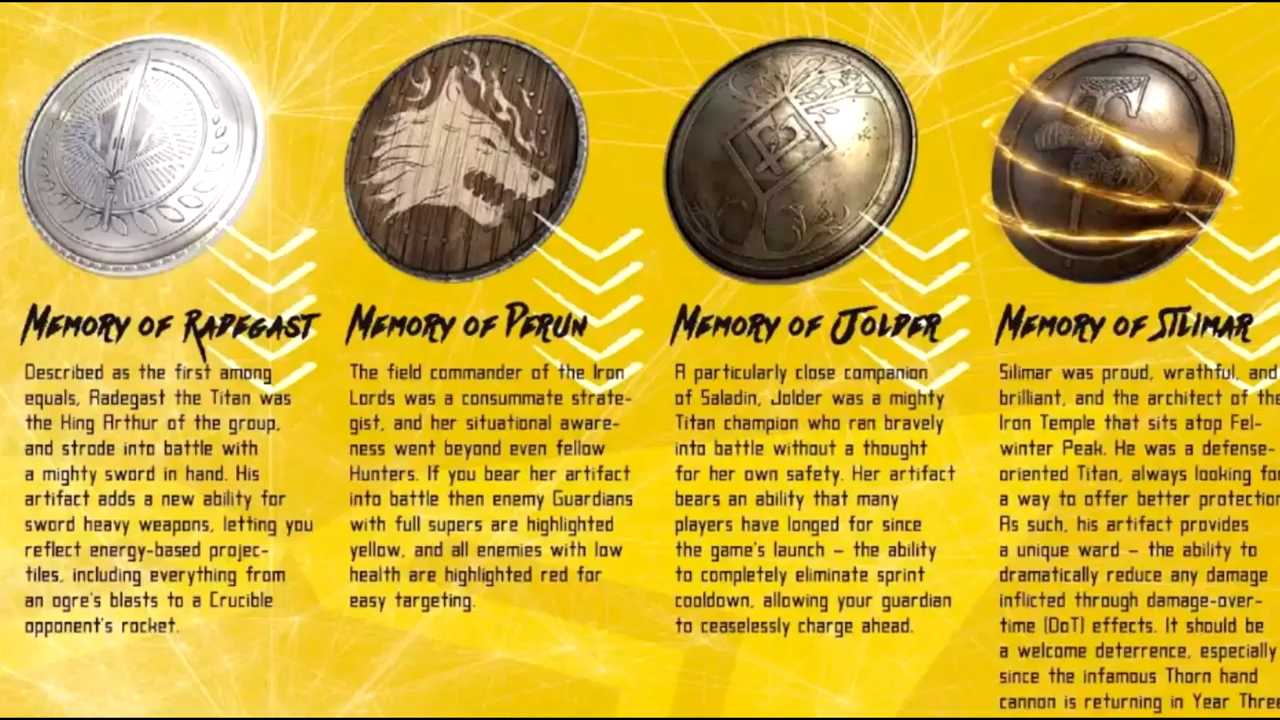 Memory of Radegast
Described as the first among
equals, Radegast the Titan was
the King Arthur of the group,
and strode into battle with
a mighty sword in hand. His
artifact adds a new ability for
sword heavy weapons, letting you
reflect energy-based projec-
tiles, including everything from
an ogre's blasts to a Crucible
opponent's rocket.
Memory of Perun
The field commander of the Iron
Lords was a consummate strate-
gist, and her situational aware-
ness went beyond even fellow
Hunters. If you bear her artifact
into battle then enemy Guardians
with full supers are highlighted
yellow, and all enemies with low
health are highlighted red for
easy targeting.
Memory of Jolder
A particularly close companion
of Saladin, Jolder was a mighty
Titan champion who ran bravely
into battle without a thought
for her own safety. Her artifact
bears an ability that many
players have longed for since
the game's launch – the ability
to completely eliminate sprint
cooldown, allowing your guardian
to ceaselessly charge ahead.
Memory of Silimar
Silimar was proud, wrathful, and
brilliant, and the architect of the
Iron Temple that sits atop Fel-
winter Peak. He was a defense-
oriented Titan, always looking for
a way to offer better protection
As such, his artifact provides
a unique ward – the ability to
dramatically reduce any damage
inflicted through damage-over-
time (DoT) effects. It should be
a welcome deterrence, especially
since the infamous Thorn hand
cannon is returning in Year Three